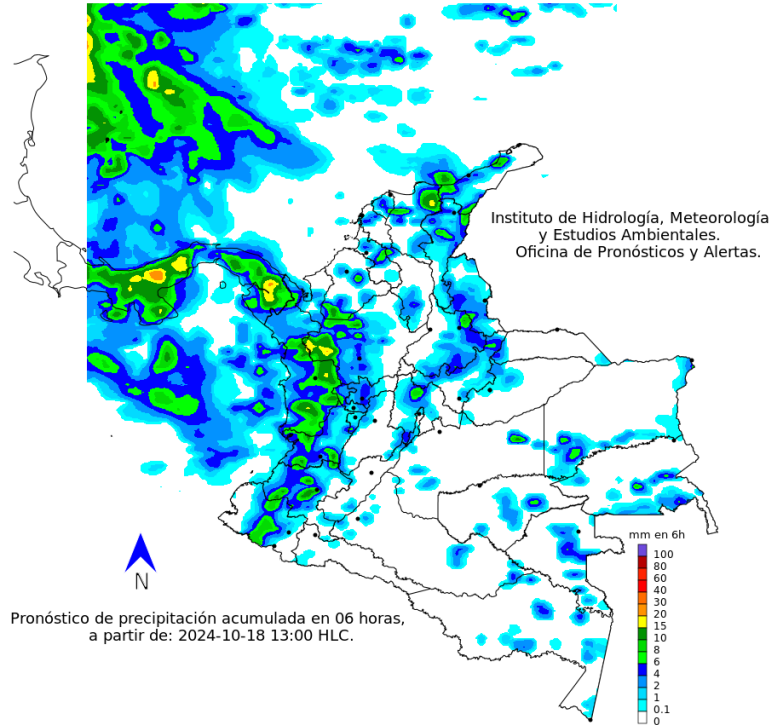 Instituto de Hidrología, Meteorología
y Estudios Ambientales.
Oficina de Pronósticos y Alertas.
mm en 6h
100
80
60
40
30
20
15
10
8
6
4
2
1
0.1
0
N
Pronóstico de precipitación acumulada en 06 horas,
a partir de: 2024-10-18 13:00 HLC.